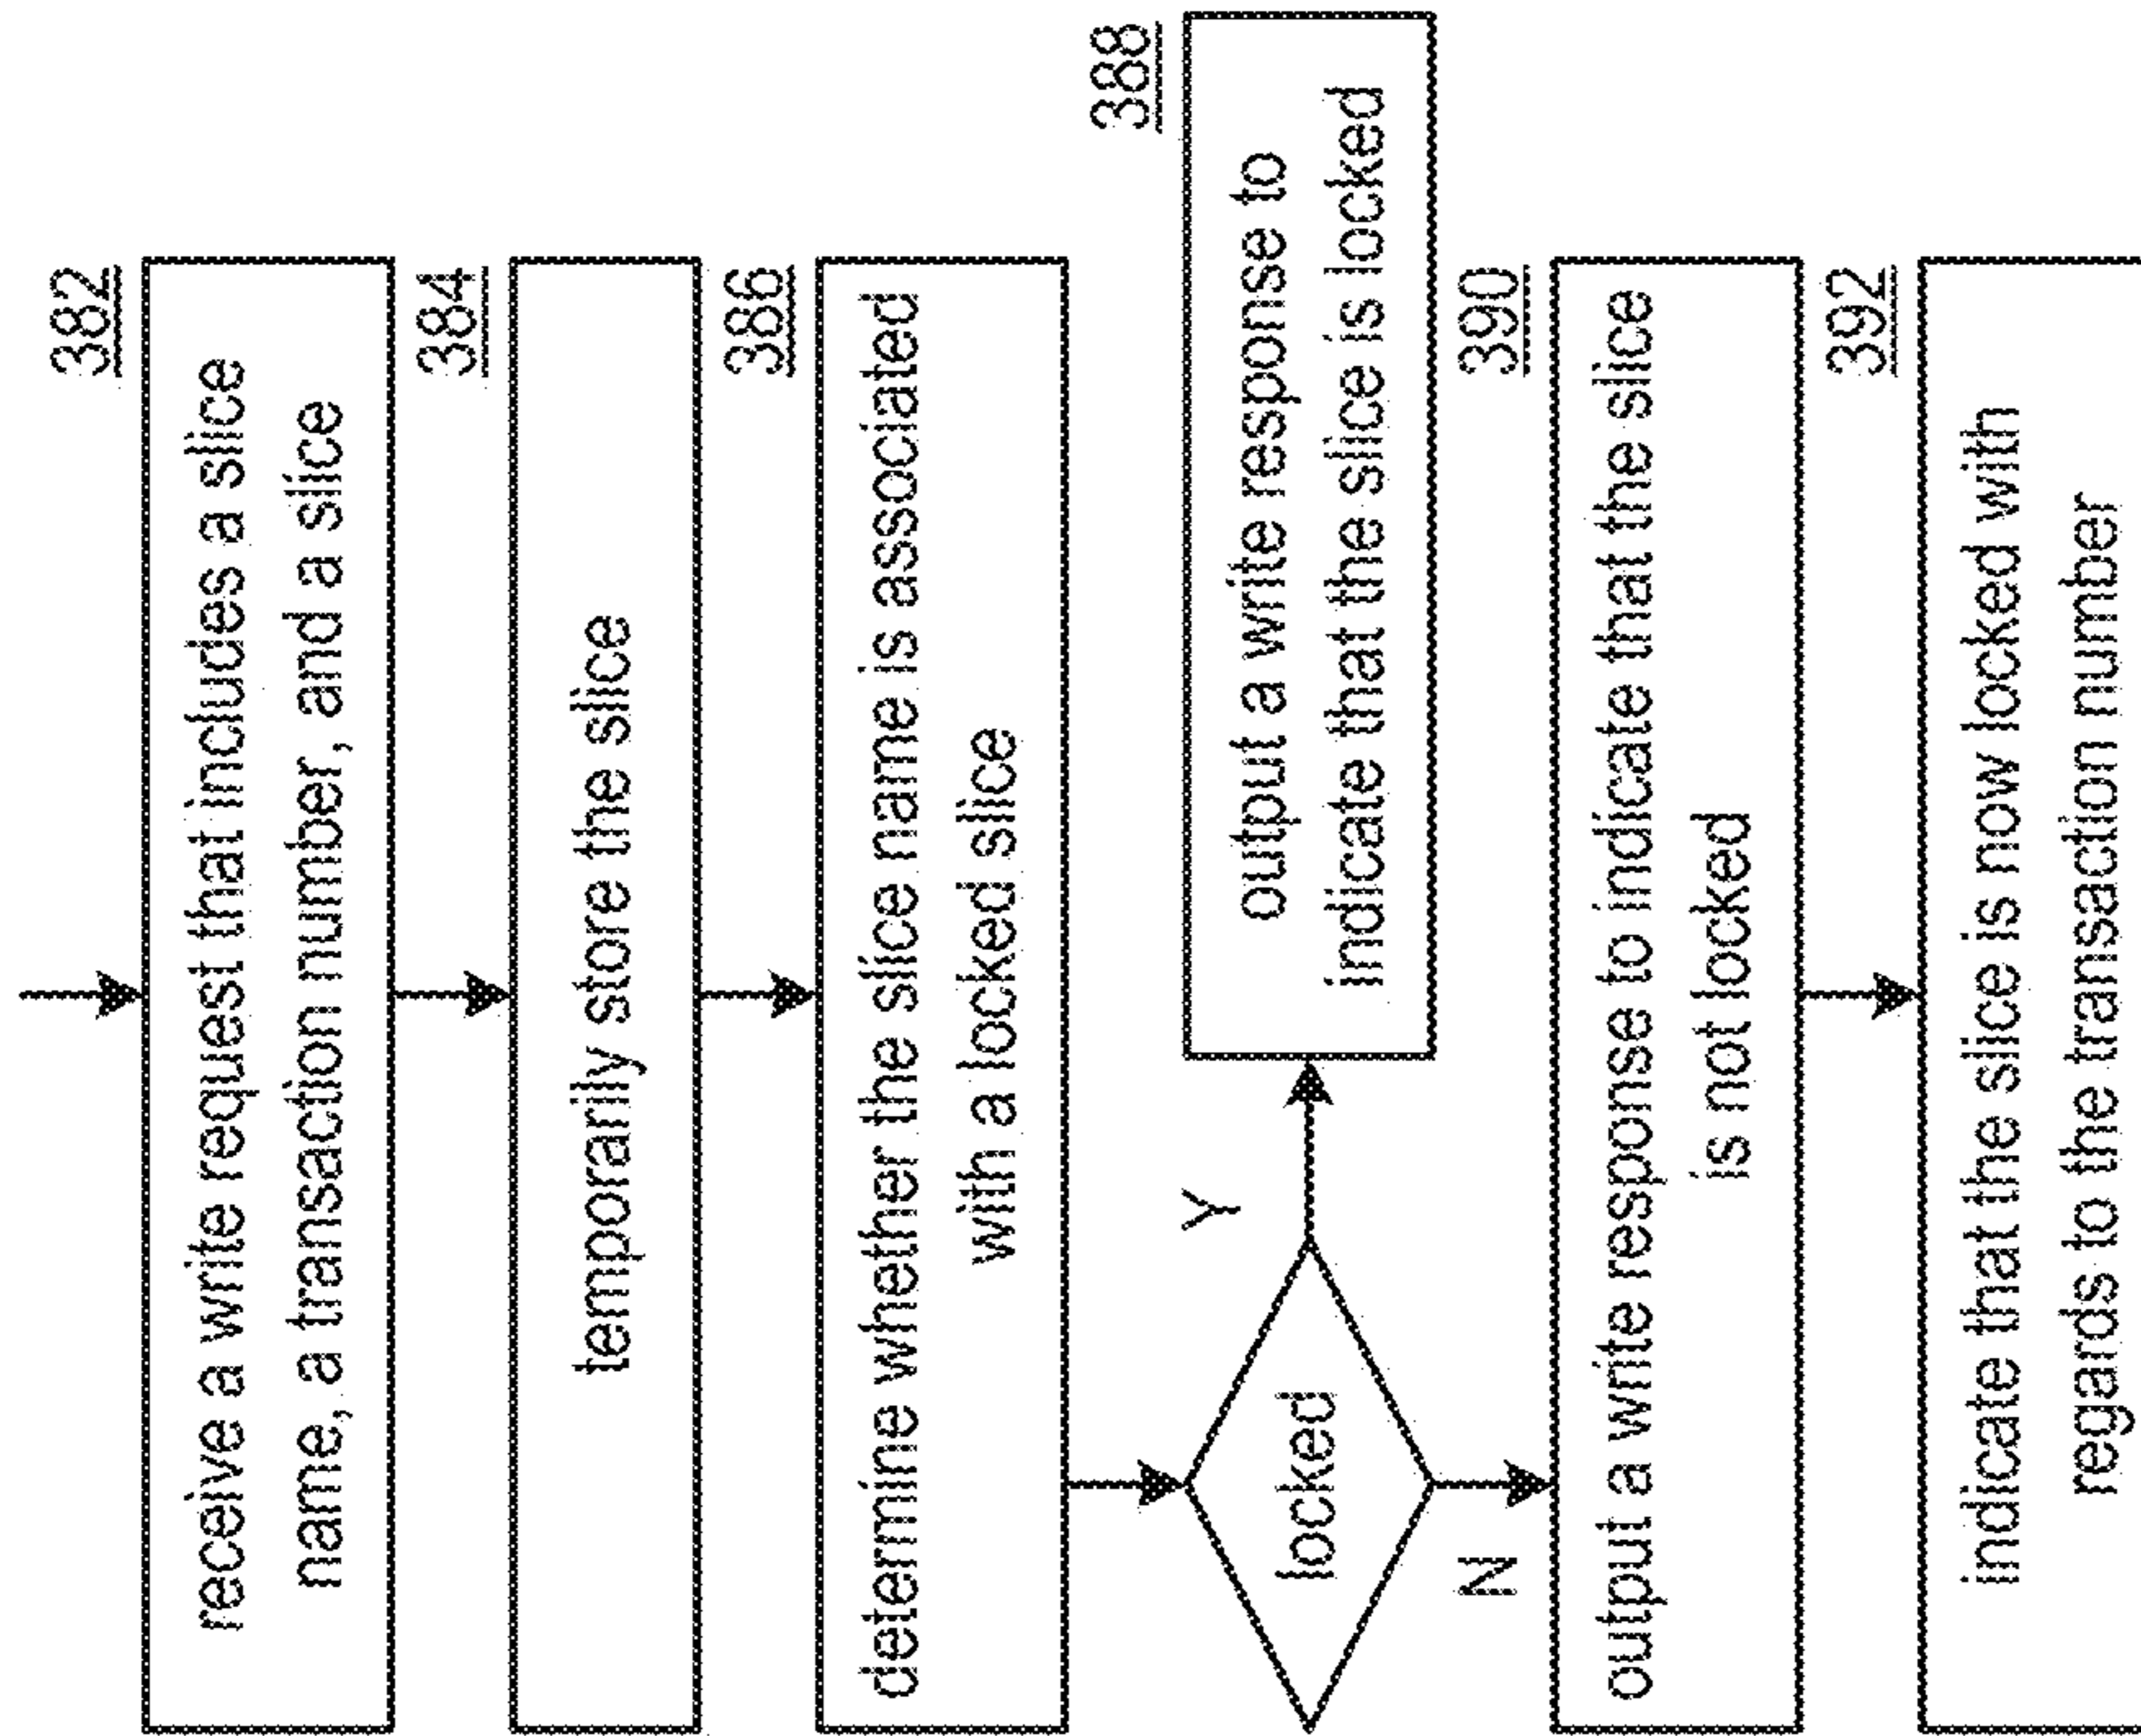 382
receive a write request that includes a slice
name, a transaction number, and a slice
384
temporarily store the slice
386
determine whether the slice name is associated
with a locked slice
locked
Y
388
output a write response to
indicate that the slice is locked
N
390
output a write response to indicate that the slice
is not locked
392
indicate that the slice is now locked with
regards to the transaction number